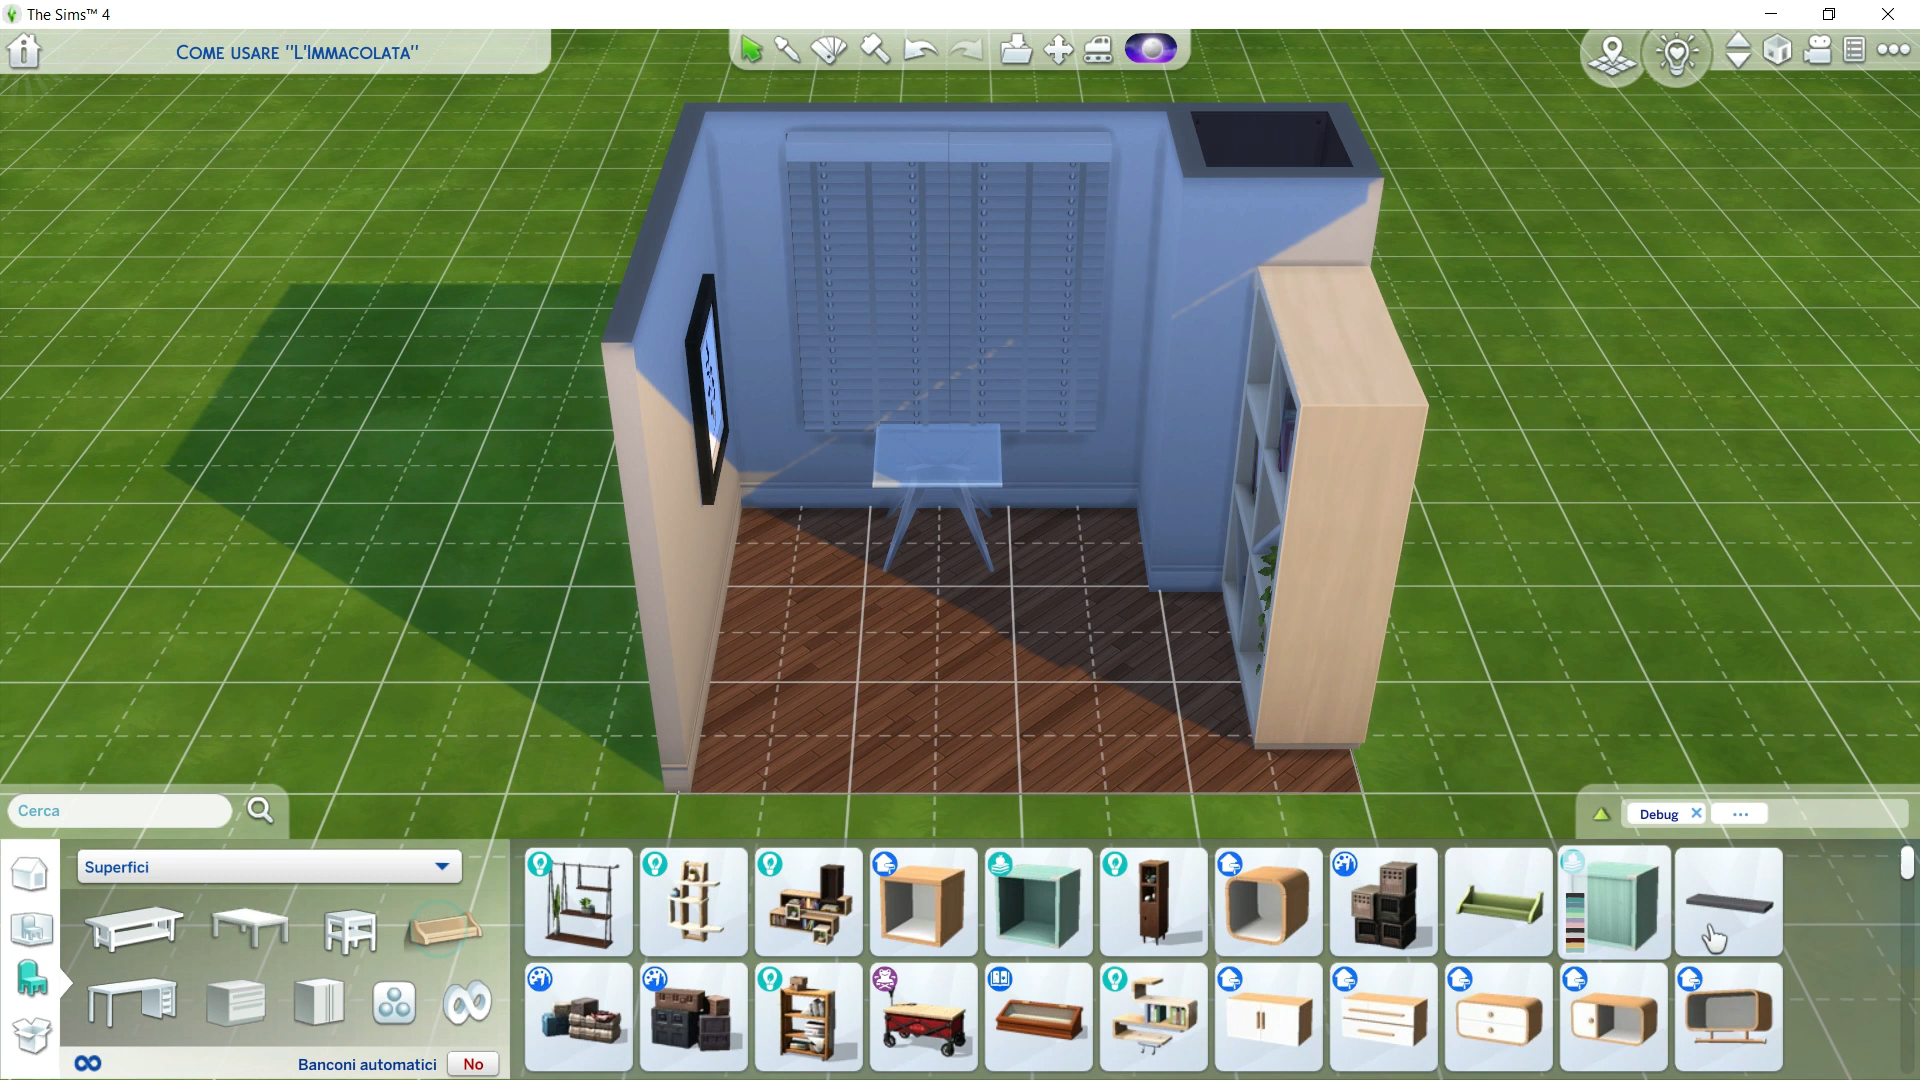 The Sims™ 4
Come usare "L'Immacolata"
Cerca
Debug
Superfici
Banconi automatici No